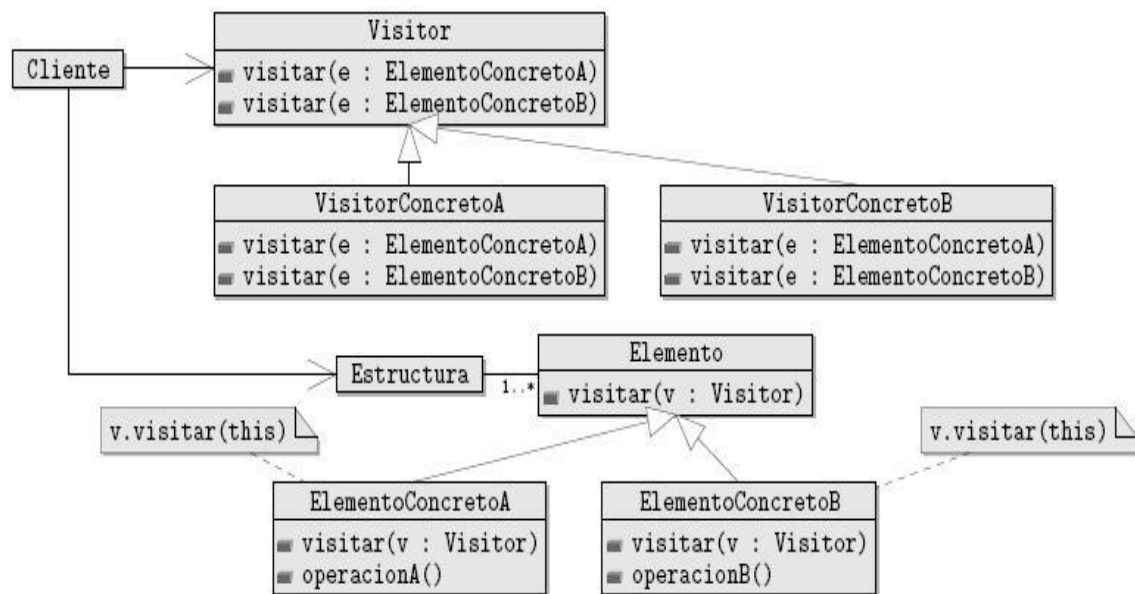 Visitor
Cliente
visitar(e : ElementoConcretoA)
visitar(e : ElementoConcretoB)
VisitorConcretoA
visitar(e : ElementoConcretoA)
visitar(e : ElementoConcretoB)
VisitorConcretoB
visitar(e : ElementoConcretoA)
visitar(e : ElementoConcretoB)
Estructura
1..*
Elemento
visitar(v : Visitor)
v.visitar(this)
v.visitar(this)
ElementoConcretoA
visitar(v : Visitor)
operacionA()
ElementoConcretoB
visitar(v : Visitor)
operacionB()